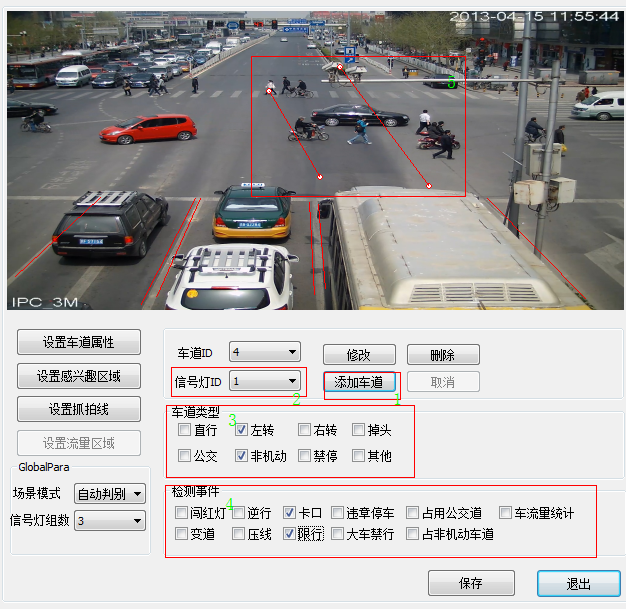 2013-04-15 11:55:44
5
IPC_3M
设置车道属性
设置感兴趣区域
设置抓拍线
设置流量区域
GlobalPara
场景模式 自动判别
信号灯组数 3
车道ID 4 修改 删除
信号灯ID 1 添加车道 取消
2 1
车道类型
3
直行 左转 右转 掉头
公交 非机动 禁停 其他
检测事件
4
闯红灯 逆行 卡口 违章停车 占用公交道 车流量统计
变道 压线 限行 大车禁行 占非机动车道
保存 退出